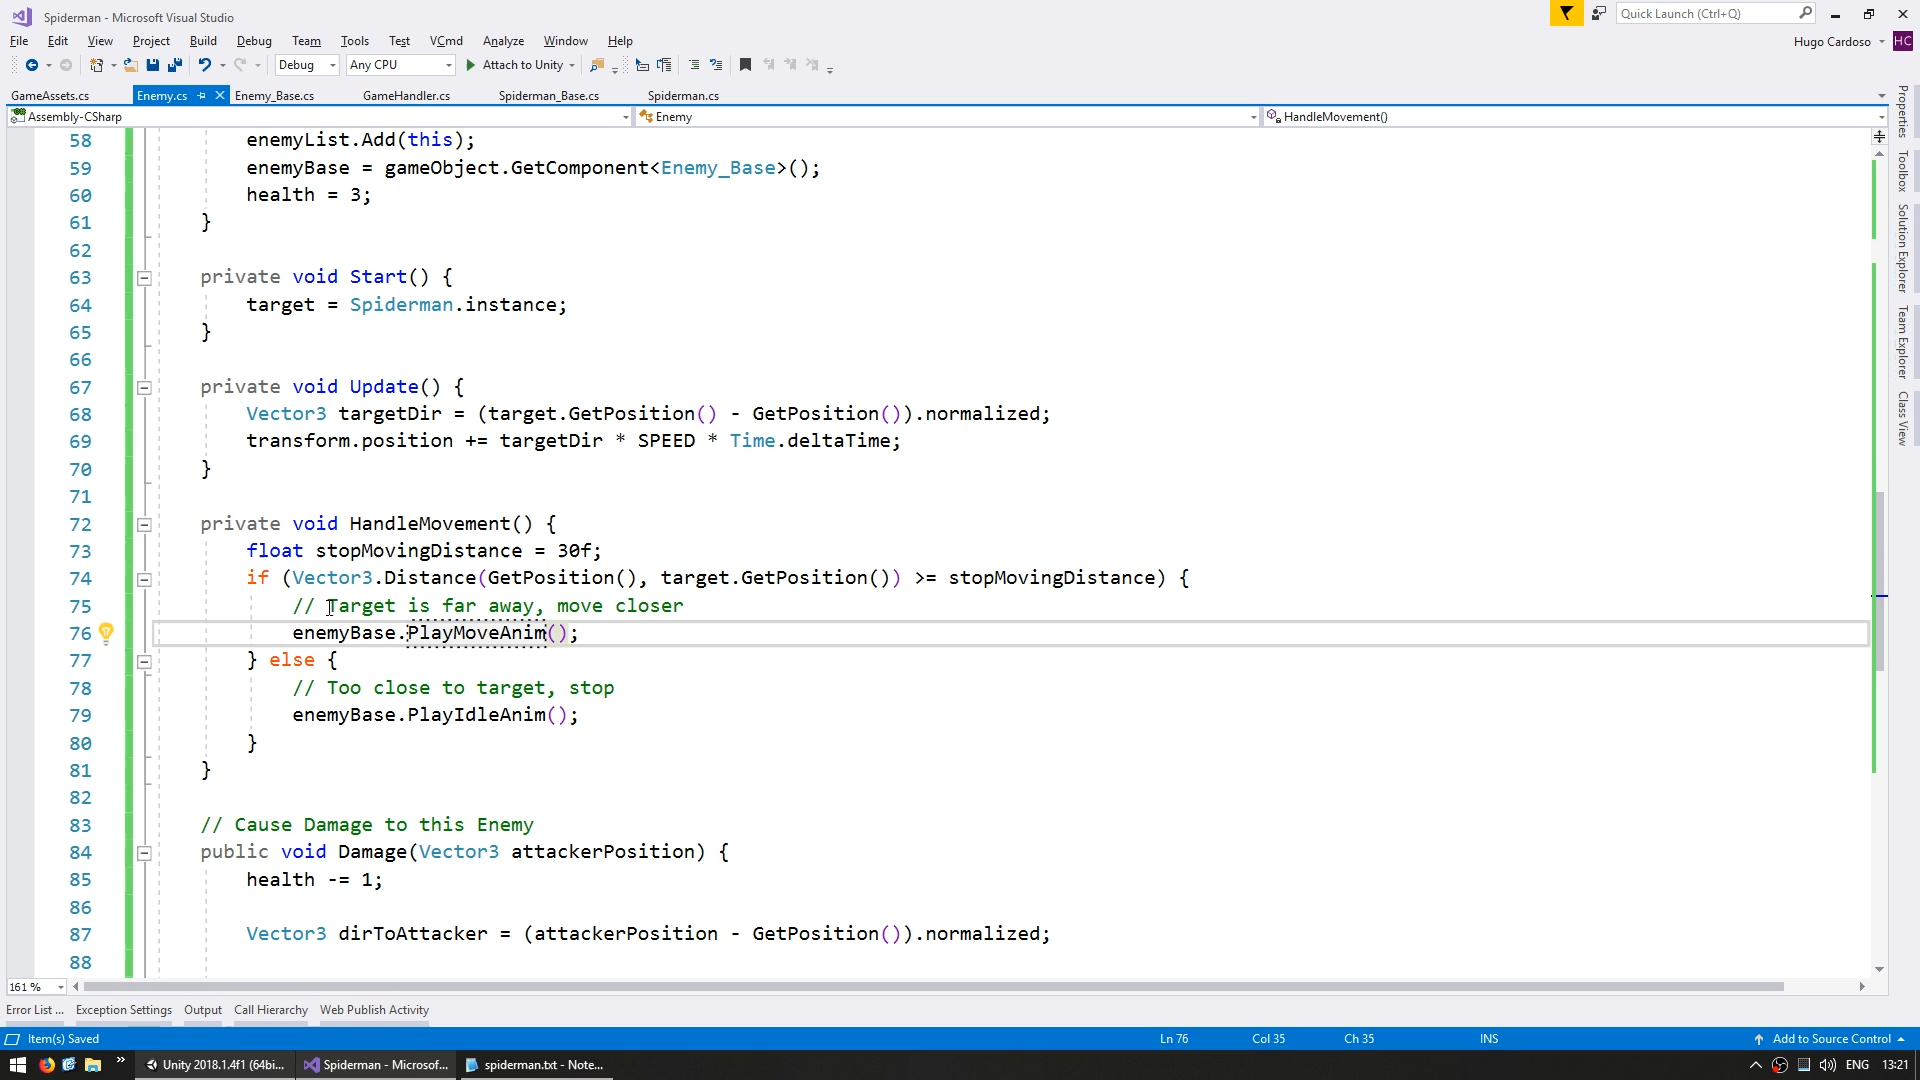 Spiderman - Microsoft Visual Studio
Quick Launch (Ctrl+Q)
File Edit View Project Build Debug Team Tools Test VCmd Analyze Window Help
Hugo Cardoso HC
Debug Any CPU Attach to Unity
GameAssets.cs Enemy.cs Enemy_Base.cs GameHandler.cs Spiderman_Base.cs Spiderman.cs
Assembly-CSharp Enemy HandleMovement()
58 enemyList.Add(this);
59 enemyBase = gameObject.GetComponent<Enemy_Base>();
60 health = 3;
61 }
62
63 private void Start() {
64 target = Spiderman.instance;
65 }
66
67 private void Update() {
68 Vector3 targetDir = (target.GetPosition() - GetPosition()).normalized;
69 transform.position += targetDir * SPEED * Time.deltaTime;
70 }
71
72 private void HandleMovement() {
73 float stopMovingDistance = 30f;
74 if (Vector3.Distance(GetPosition(), target.GetPosition()) >= stopMovingDistance) {
75 // Target is far away, move closer
76 enemyBase.PlayMoveAnim();
77 } else {
78 // Too close to target, stop
79 enemyBase.PlayIdleAnim();
80 }
81 }
82
83 // Cause Damage to this Enemy
84 public void Damage(Vector3 attackerPosition) {
85 health -= 1;
86
87 Vector3 dirToAttacker = (attackerPosition - GetPosition()).normalized;
88
Properties
Toolbox
Solution Explorer
Team Explorer
Class View
161 %
Error List ... Exception Settings Output Call Hierarchy Web Publish Activity
Item(s) Saved Ln 76 Col 35 Ch 35 INS Add to Source Control
Unity 2018.1.4f1 (64bi... Spiderman - Microsof... spiderman.txt - Note... ENG 13:21